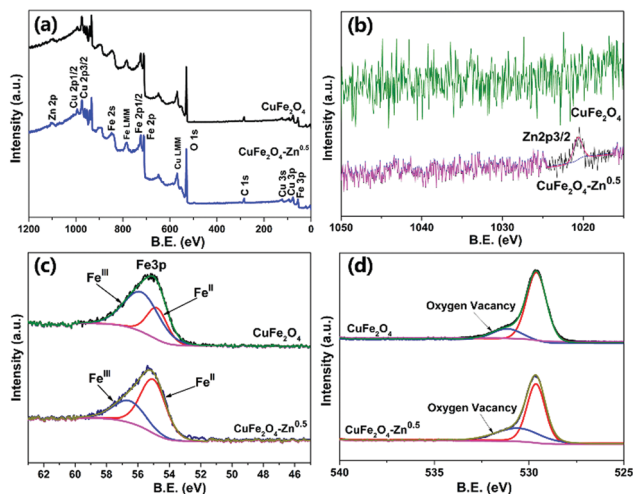 (a)
Zn 2p
Cu 2p1/2
Cu 2p3/2
Fe 2s
Fe LMM
Fe 2p1/2
Fe 2p
Cu LMM
O 1s
C 1s
Cu 3s
Cu 3p
Fe 3p
CuFe2O4
CuFe2O4-Zn0.5
Intensity (a.u.)
1200 1000 800 600 400 200 0
B.E. (eV)
(b)
CuFe2O4
Zn2p3/2
CuFe2O4-Zn0.5
Intensity (a.u.)
1050 1040 1030 1020
B.E. (eV)
(c)
Fe3p
FeIII
FeII
CuFe2O4
FeIII
FeII
CuFe2O4-Zn0.5
Intensity (a.u.)
62 60 58 56 54 52 50 48 46
B.E. (eV)
(d)
Oxygen Vacancy
CuFe2O4
Oxygen Vacancy
CuFe2O4-Zn0.5
Intensity (a.u.)
540 535 530 525
B.E. (eV)